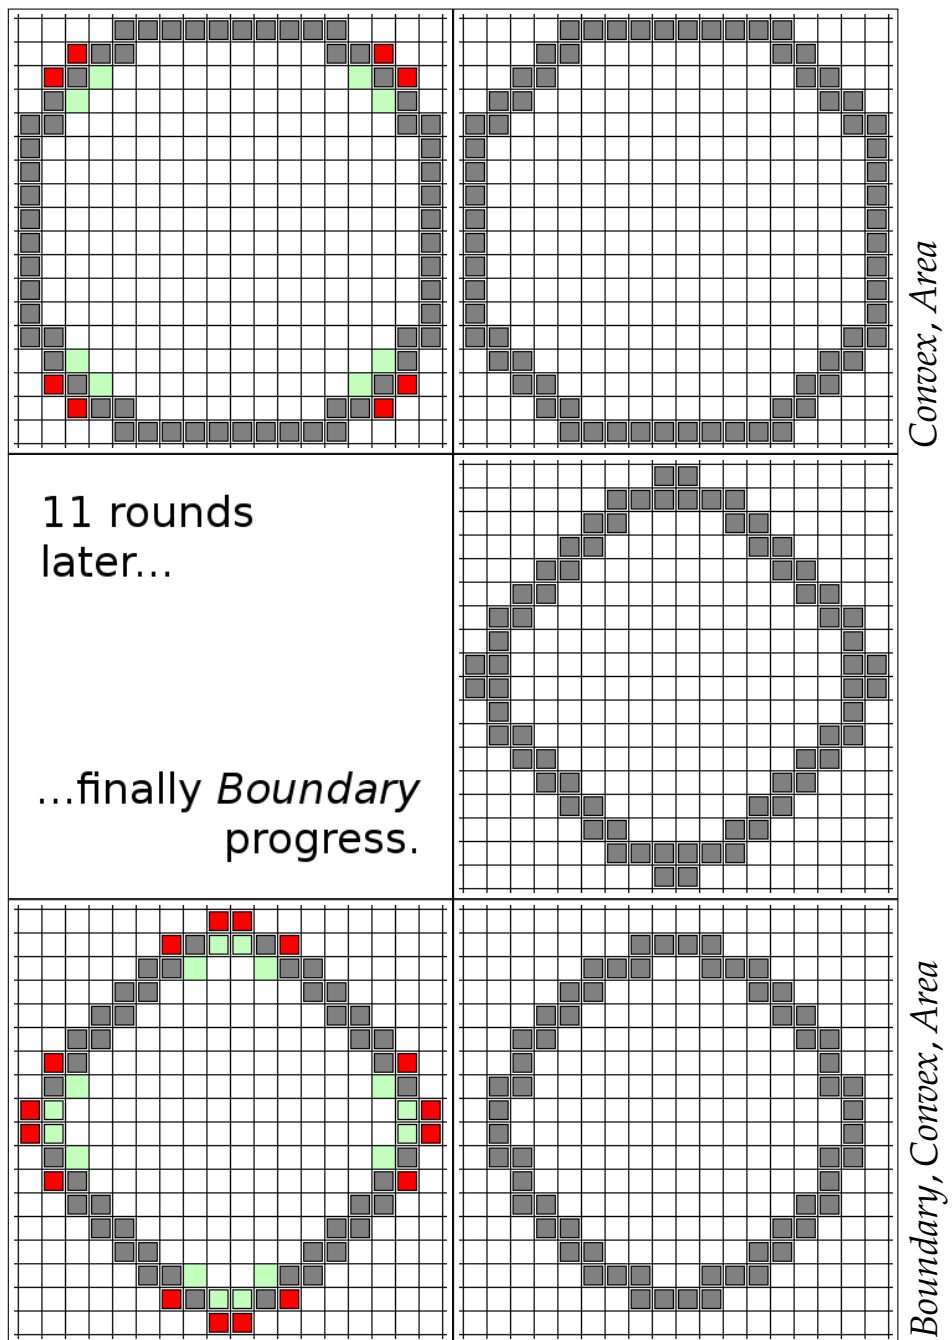 Convex, Area
11 rounds
later...
...finally Boundary
progress.
Boundary, Convex, Area